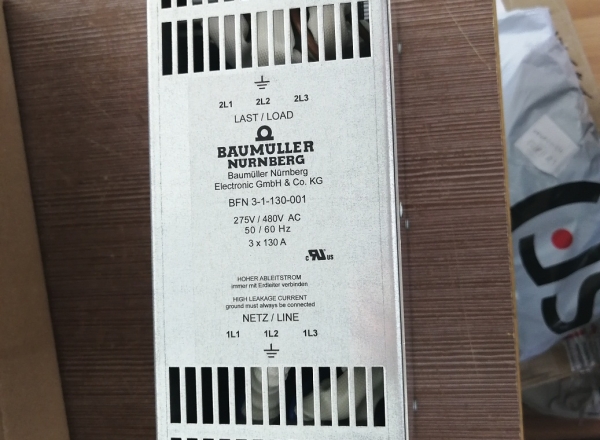 2L1 2L2 2L3
LAST / LOAD
BAUMÜLLER
NÜRNBERG
Baumüller Nürnberg
Electronic GmbH & Co. KG
BFN 3-1-130-001
275V / 480V AC
50 / 60 Hz
3 x 130 A
c RU us
HOHER ABLEITSTROM
immer mit Erdleiter verbinden
HIGH LEAKAGE CURRENT
ground must always be connected
NETZ / LINE
1L1 1L2 1L3